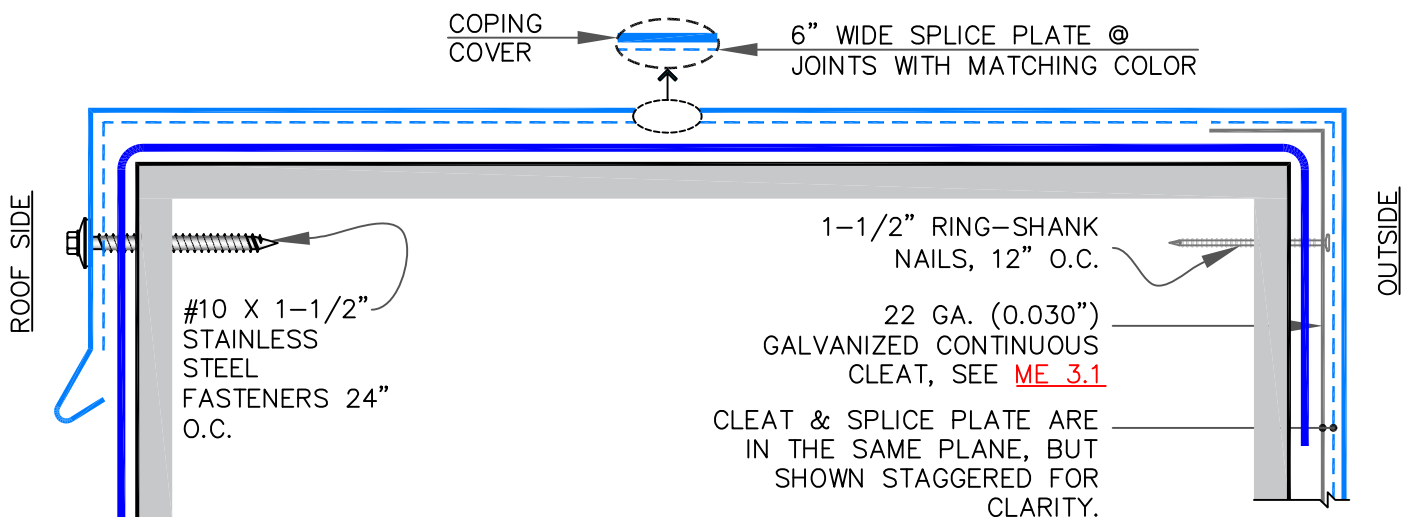 COPING
COVER
6” WIDE SPLICE PLATE @
JOINTS WITH MATCHING COLOR
ROOF SIDE
#10 X 1–1/2”
STAINLESS
STEEL
FASTENERS 24”
O.C.
1–1/2” RING–SHANK
NAILS, 12” O.C.
22 GA. (0.030”)
GALVANIZED CONTINUOUS
CLEAT, SEE ME 3.1
CLEAT & SPLICE PLATE ARE
IN THE SAME PLANE, BUT
SHOWN STAGGERED FOR
CLARITY.
OUTSIDE